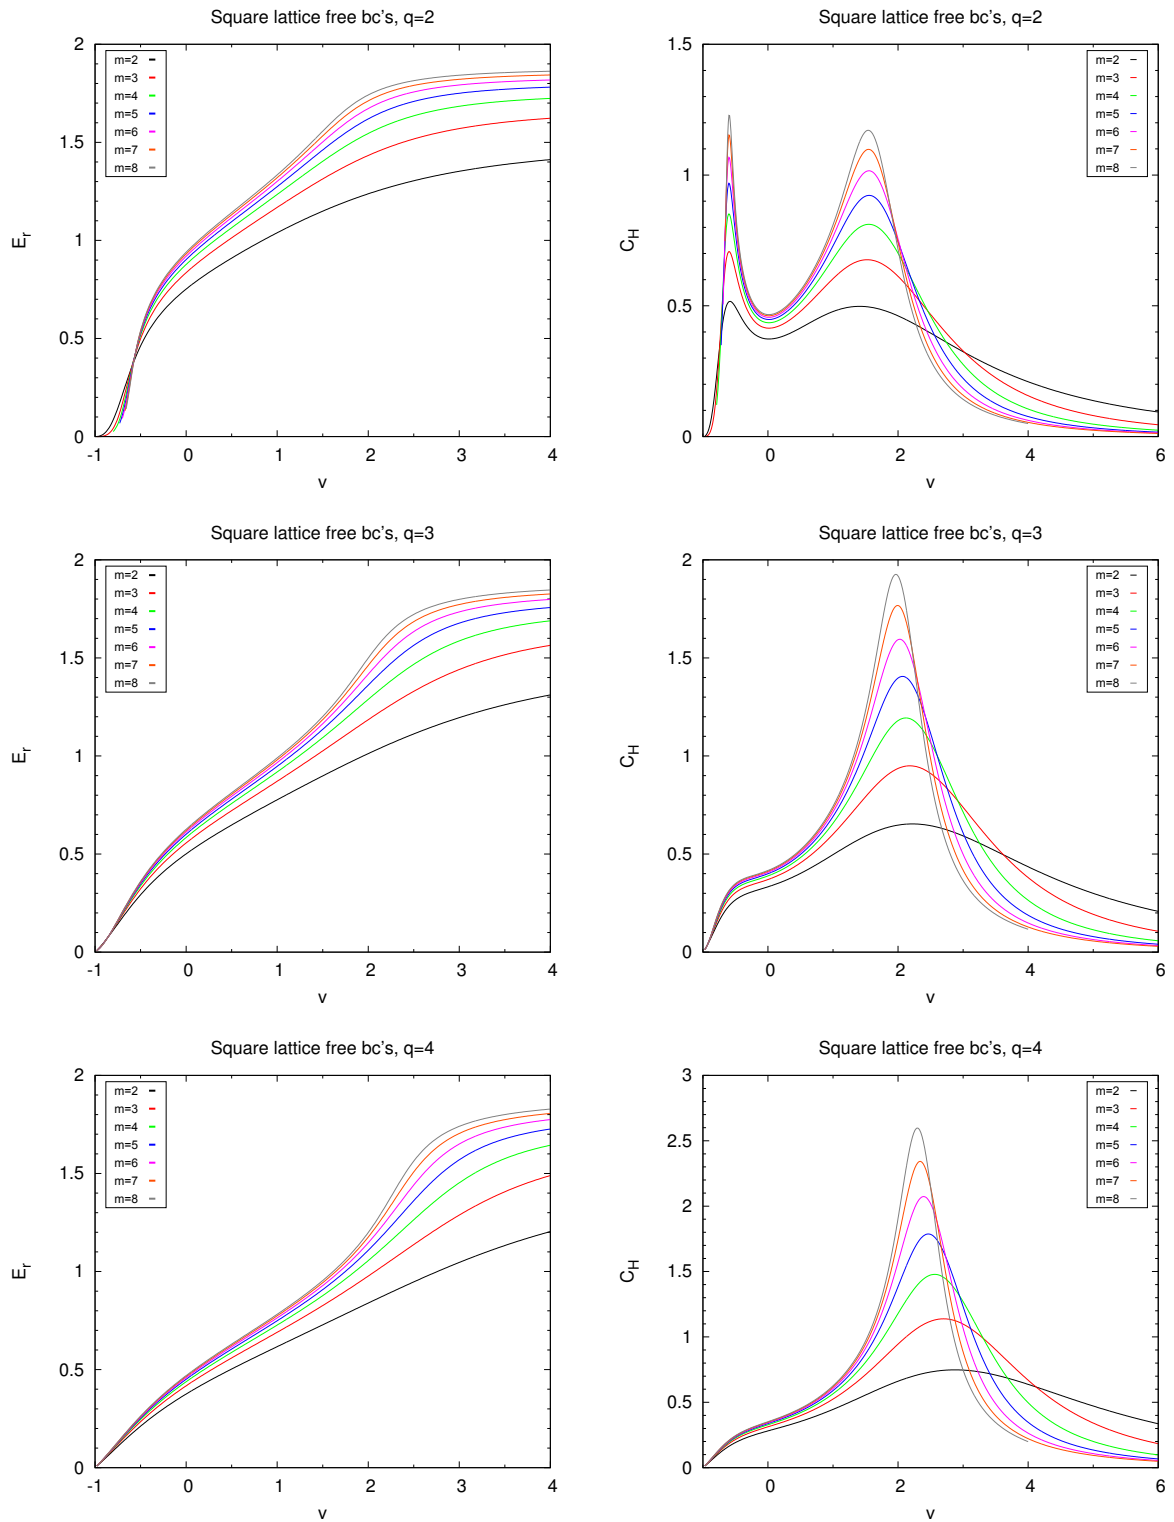 Square lattice free bc's, q=2
2
1.5
1
0.5
0
-1
0
1
2
3
4
E_r
v
m=2
m=3
m=4
m=5
m=6
m=7
m=8
Square lattice free bc's, q=2
1.5
1
0.5
0
0
2
4
6
C_H
v
m=2
m=3
m=4
m=5
m=6
m=7
m=8
Square lattice free bc's, q=3
2
1.5
1
0.5
0
-1
0
1
2
3
4
E_r
v
m=2
m=3
m=4
m=5
m=6
m=7
m=8
Square lattice free bc's, q=3
2
1.5
1
0.5
0
0
2
4
6
C_H
v
m=2
m=3
m=4
m=5
m=6
m=7
m=8
Square lattice free bc's, q=4
2
1.5
1
0.5
0
-1
0
1
2
3
4
E_r
v
m=2
m=3
m=4
m=5
m=6
m=7
m=8
Square lattice free bc's, q=4
3
2.5
2
1.5
1
0.5
0
0
2
4
6
C_H
v
m=2
m=3
m=4
m=5
m=6
m=7
m=8